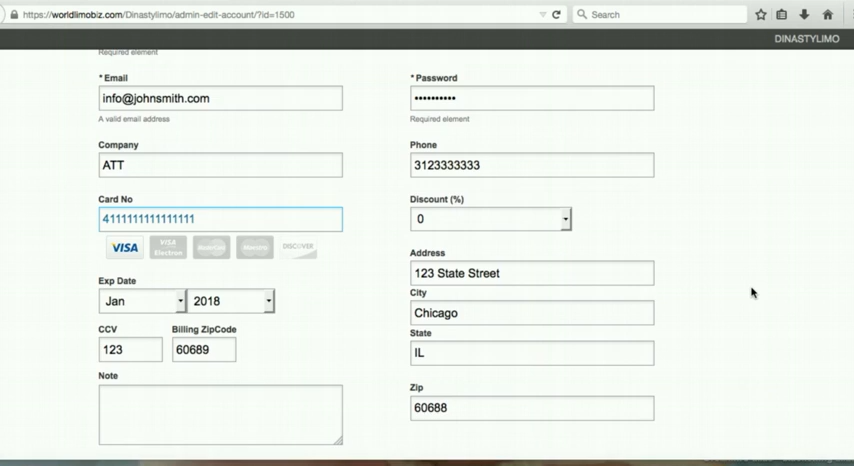 https://worldlimobiz.com/Dinastylimo/admin-edit-account/?id=1500
Search
DINASTYLIMO
Required element
* Email
* Password
info@johnsmith.com
••••••••••
A valid email address
Required element
Company
Phone
ATT
3123333333
Card No
Discount (%)
4111111111111111
0
VISA
VISA Electron
MasterCard
Maestro
DISCOVER
Address
123 State Street
Exp Date
City
Jan
2018
Chicago
CCV
Billing ZipCode
State
123
60689
IL
Note
Zip
60688